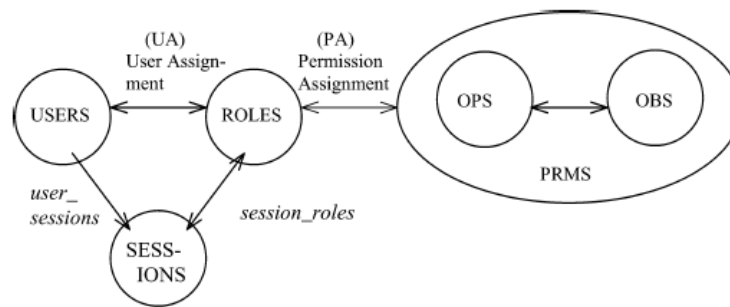 (UA)
User Assign-
ment
(PA)
Permission
Assignment
USERS
ROLES
OPS
OBS
PRMS
user_
sessions
session_roles
SESS-
IONS